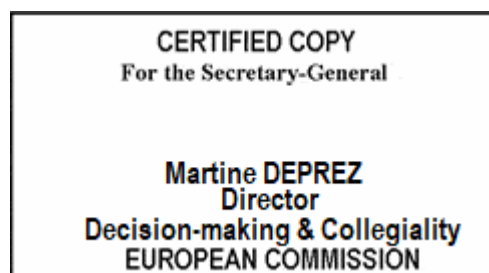 CERTIFIED COPY
For the Secretary-General
Martine DEPREZ
Director
Decision-making & Collegiality
EUROPEAN COMMISSION